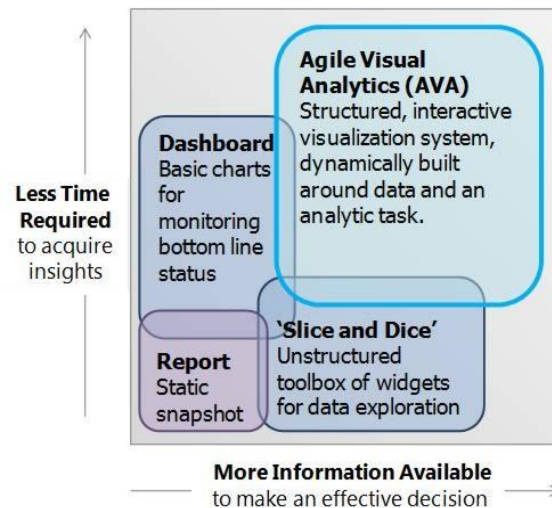 Agile Visual
Analytics (AVA)
Structured, interactive
visualization system,
dynamically built
around data and an
analytic task.
Dashboard
Basic charts
for
monitoring
bottom line
status
Less Time
Required
to acquire
insights
‘Slice and Dice’
Unstructured
toolbox of widgets
for data exploration
Report
Static
snapshot
More Information Available
to make an effective decision